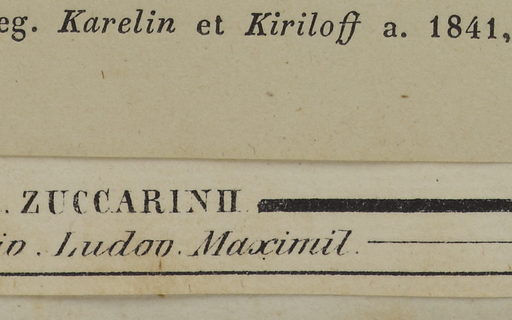 eg. Karelin et Kiriloff a. 1841,
. ZUCCARINII
io. Ludov. Maximil.